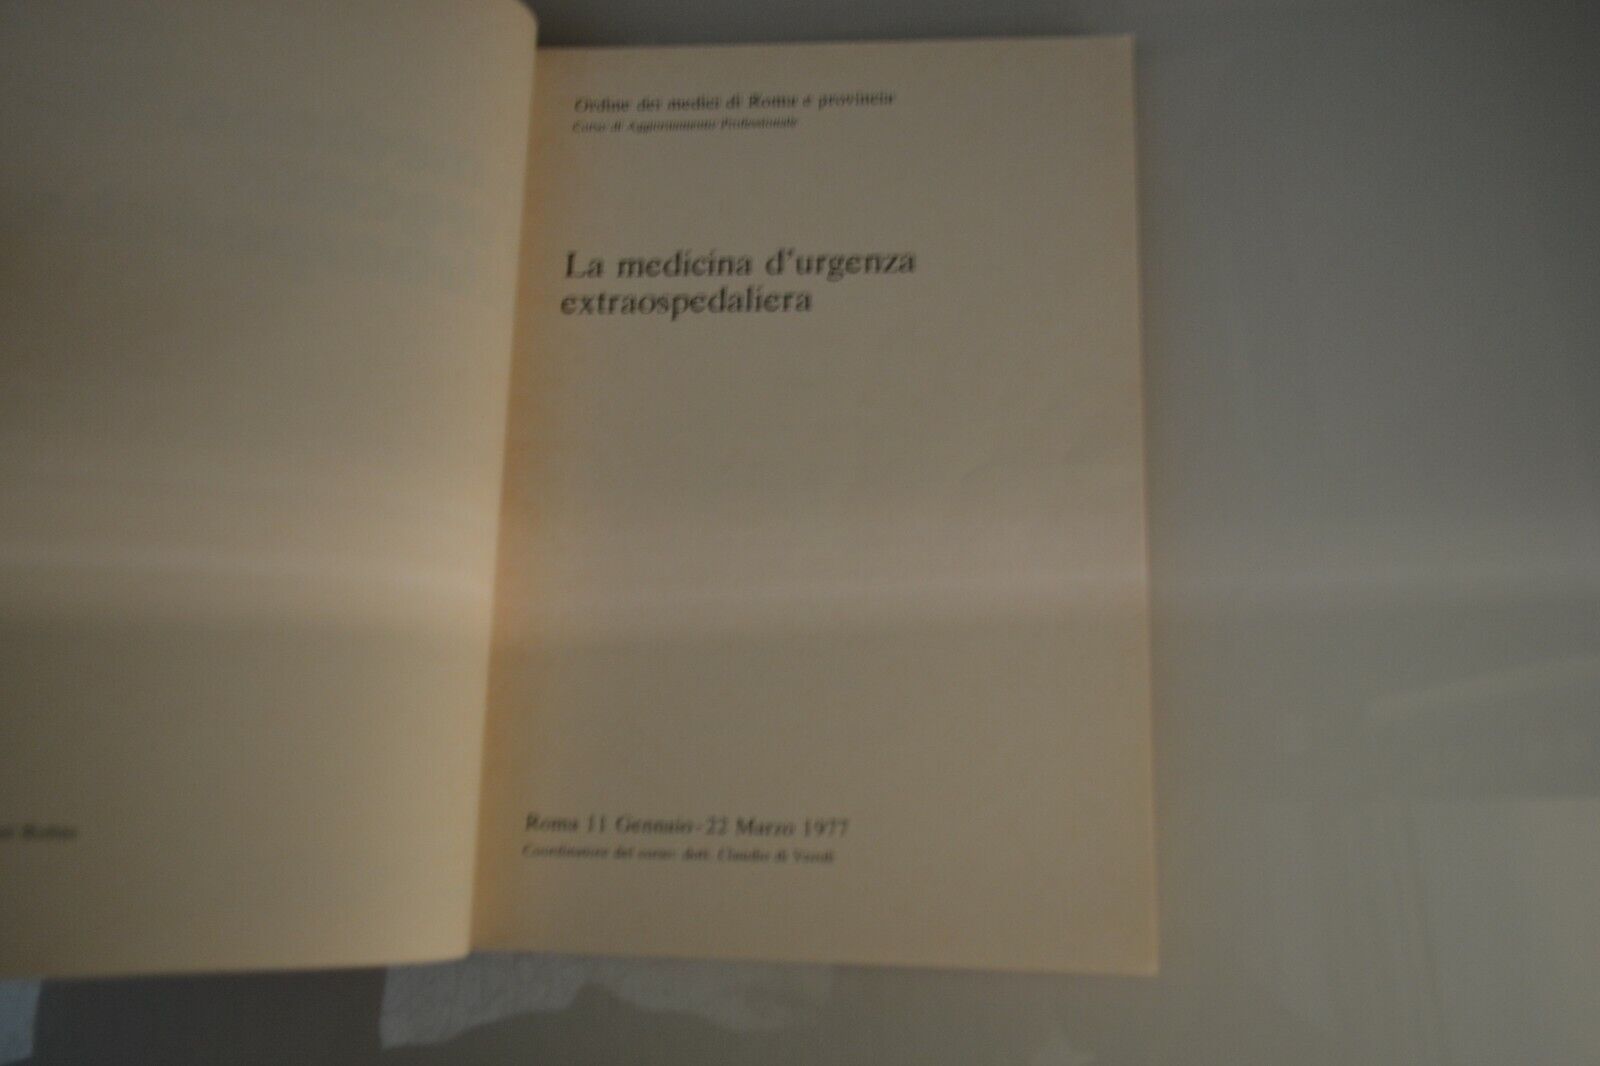 Ordine dei medici di Roma e provincia
Corso di Aggiornamento Professionale
La medicina d'urgenza
extraospedaliera
Roma 11 Gennaio-22 Marzo 1977
Coordinatore del corso: dott. Claudio di